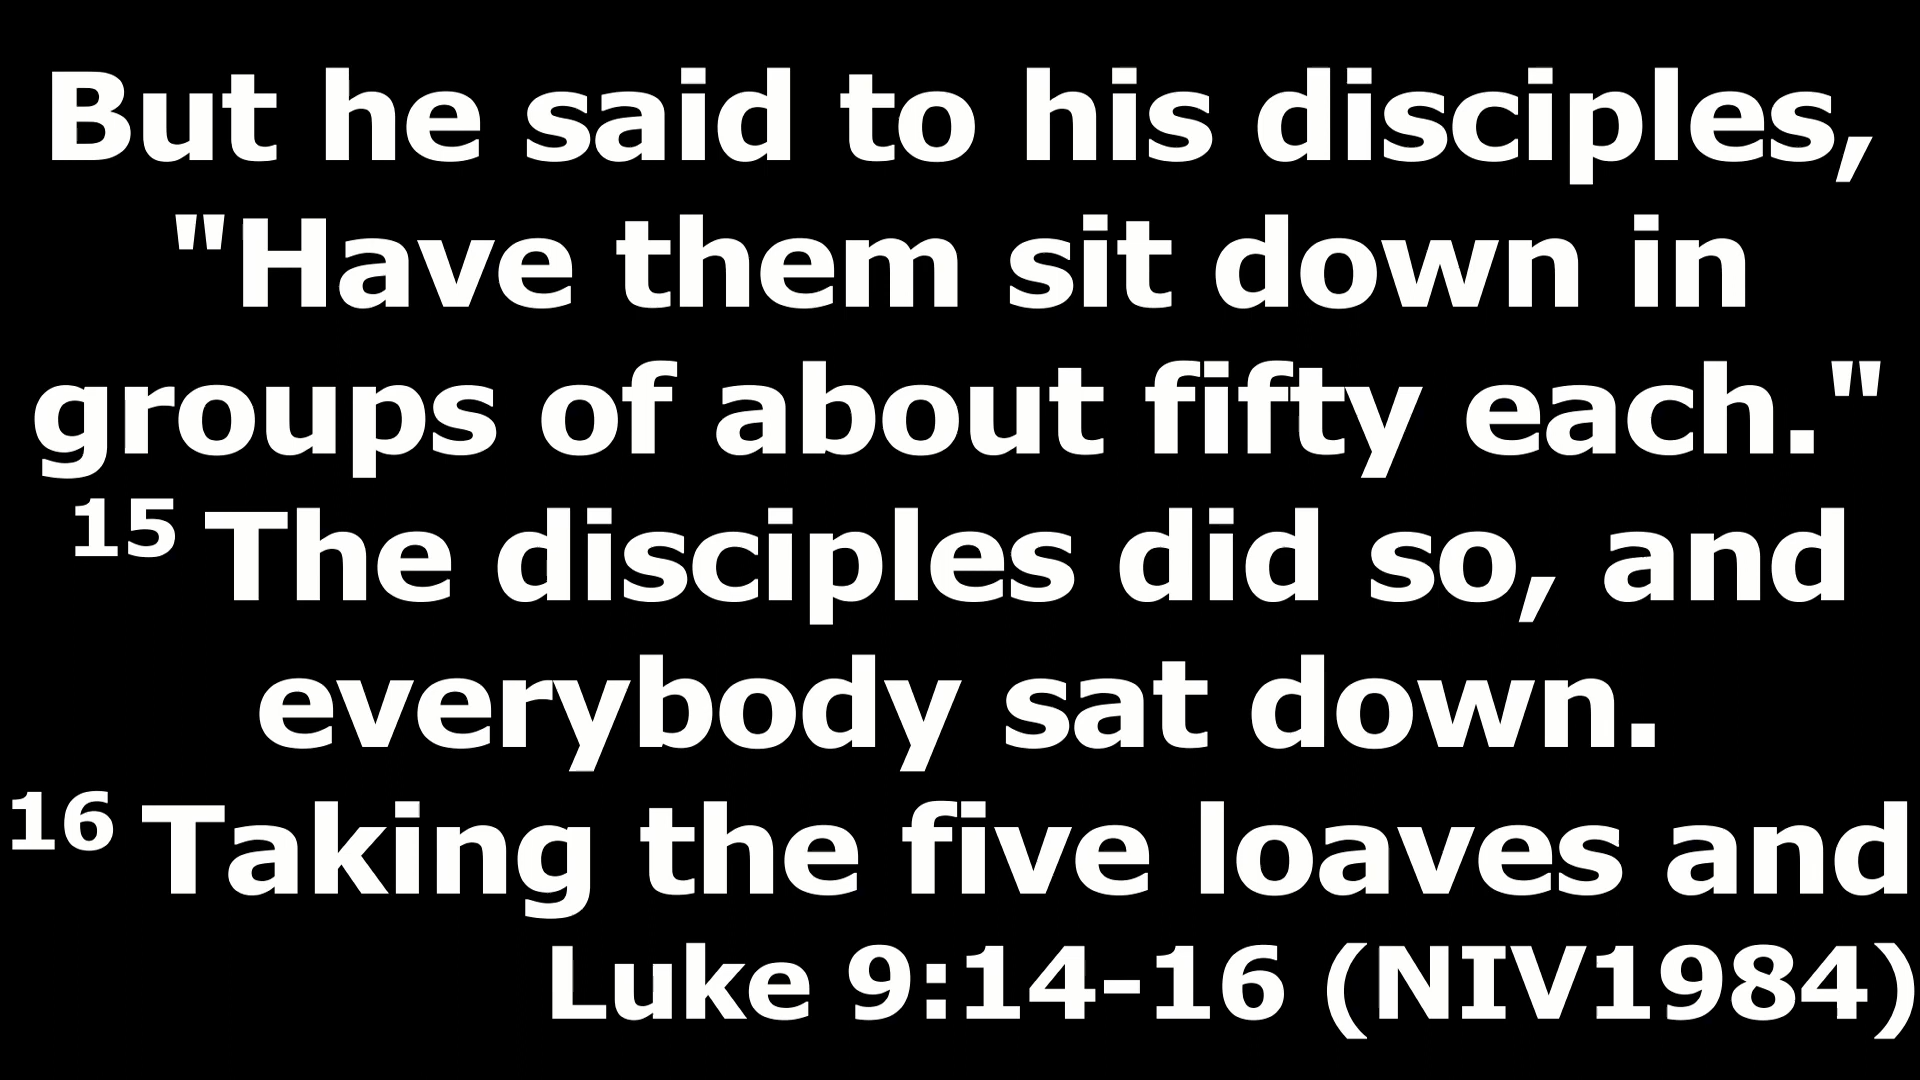 But he said to his disciples,
"Have them sit down in
groups of about fifty each."
15 The disciples did so, and
everybody sat down.
16 Taking the five loaves and
Luke 9:14-16 (NIV1984)